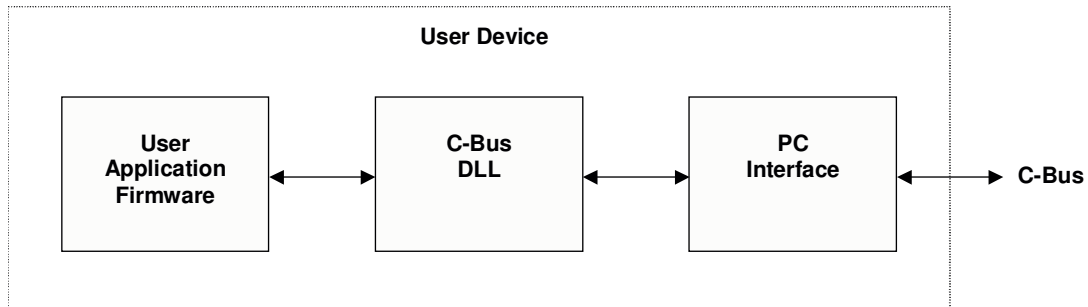 User Device
User
Application
Firmware
C-Bus
DLL
PC
Interface
C-Bus